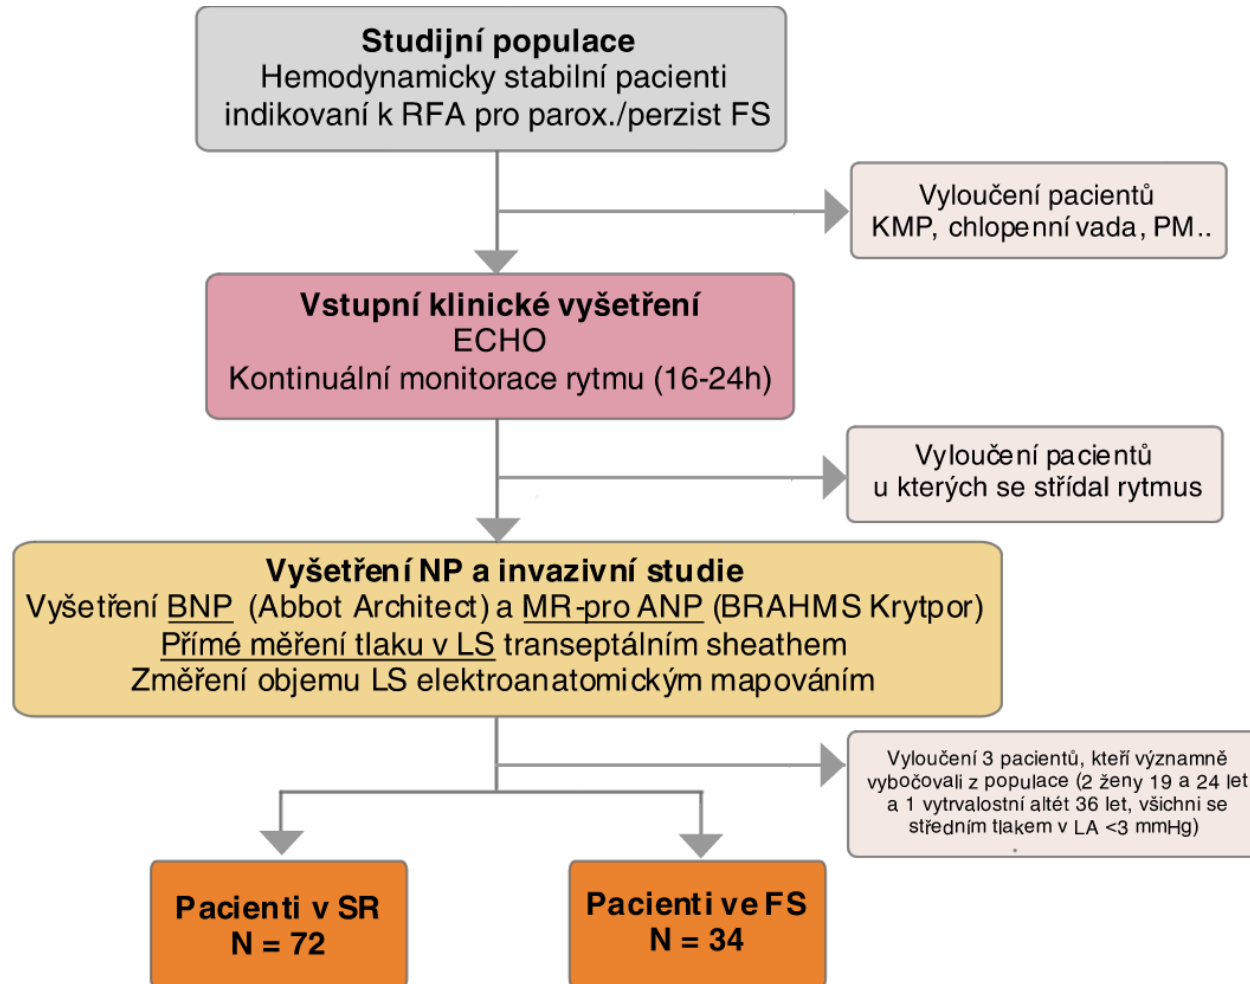 Studijní populace
Hemodynamicky stabilní pacienti
indikovaní k RFA pro parox./perzist FS
Vyloučení pacientů
KMP, chlopenní vada, PM..
Vstupní klinické vyšetření
ECHO
Kontinuální monitorace rytmu (16-24h)
Vyloučení pacientů
u kterých se střídal rytmus
Vyšetření NP a invazivní studie
Vyšetření BNP (Abbot Architect) a MR-pro ANP (BRAHMS Krytpor)
Přímé měření tlaku v LS transeptálním sheathem
Změření objemu LS elektroanatomickým mapováním
Vyloučení 3 pacientů, kteří významně
vybočovali z populace (2 ženy 19 a 24 let
a 1 vytrvalostní altét 36 let, všichni se
středním tlakem v LA <3 mmHg)
Pacienti v SR
N = 72
Pacienti ve FS
N = 34